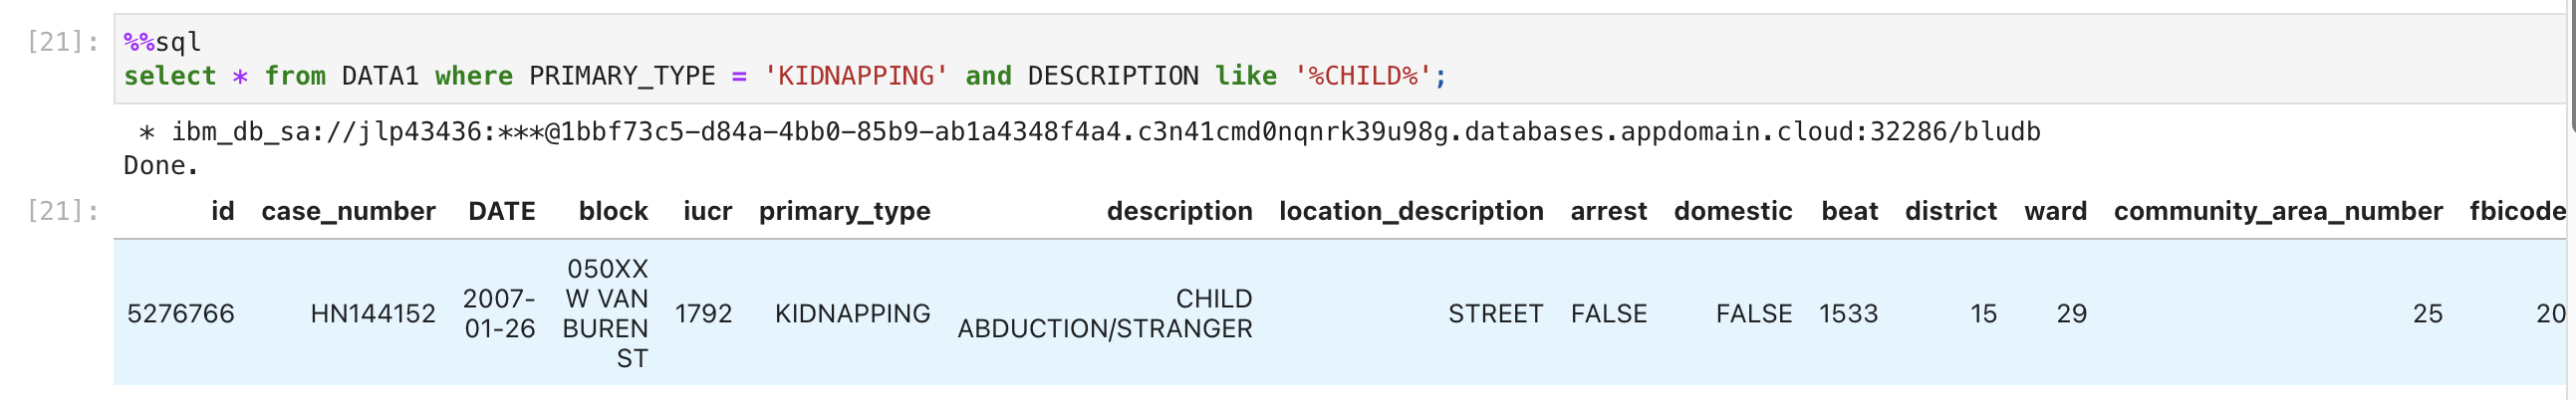 [21]: %%sql
select * from DATA1 where PRIMARY_TYPE = 'KIDNAPPING' and DESCRIPTION like '%CHILD%';
* ibm_db_sa://jlp43436:***@1bbf73c5-d84a-4bb0-85b9-ab1a4348f4a4.c3n41cmd0nqnrk39u98g.databases.appdomain.cloud:32286/bludb
Done.
[21]: id case_number DATE block iucr primary_type description location_description arrest domestic beat district ward community_area_number fbicode
050XX
2007- W VAN CHILD
5276766 HN144152 1792 KIDNAPPING STREET FALSE FALSE 1533 15 29 25 20
01-26 BUREN ABDUCTION/STRANGER
ST